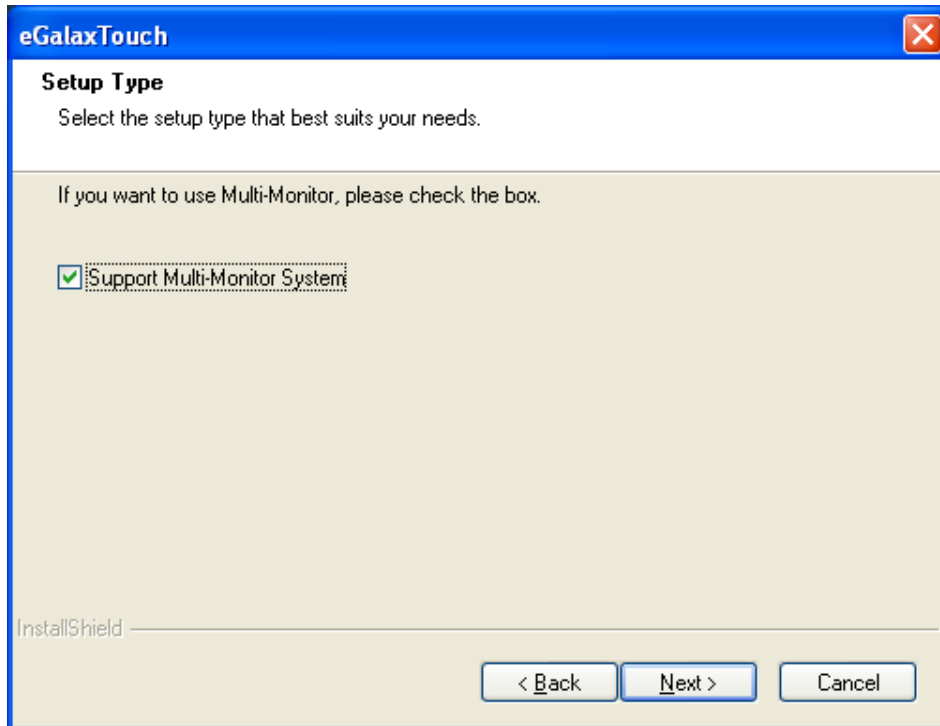 eGalaxTouch
Setup Type
Select the setup type that best suits your needs.
If you want to use Multi-Monitor, please check the box.
Support Multi-Monitor System
InstallShield
< Back Next > Cancel